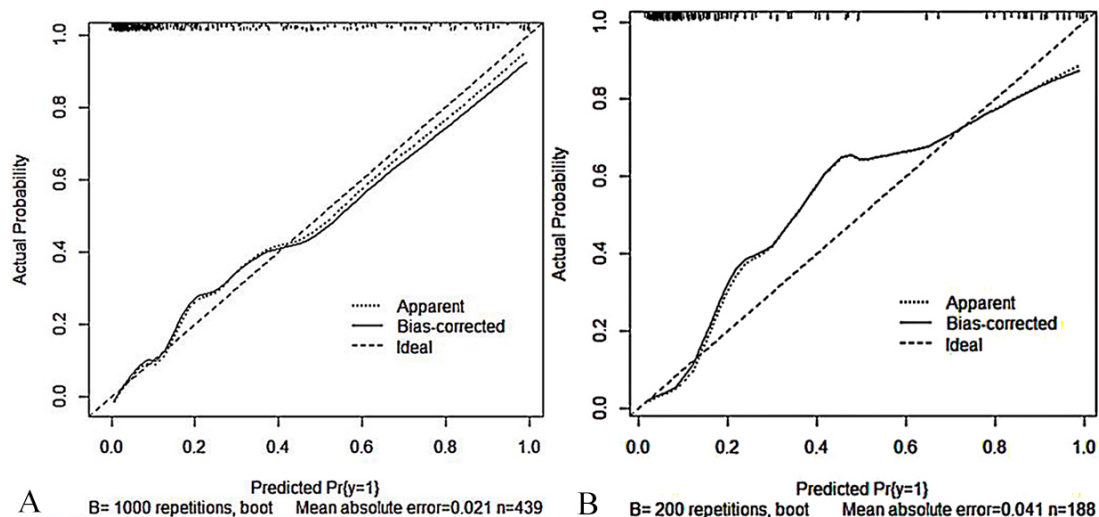 Actual Probability
1.0
0.8
0.6
0.4
0.2
0.0
Apparent
Bias-corrected
Ideal
0.0 0.2 0.4 0.6 0.8 1.0
Predicted Pr{y=1}
A
B= 1000 repetitions, boot Mean absolute error=0.021 n=439
Actual Probability
1.0
0.8
0.6
0.4
0.2
0.0
Apparent
Bias-corrected
Ideal
0.0 0.2 0.4 0.6 0.8 1.0
Predicted Pr{y=1}
B
B= 200 repetitions, boot Mean absolute error=0.041 n=188